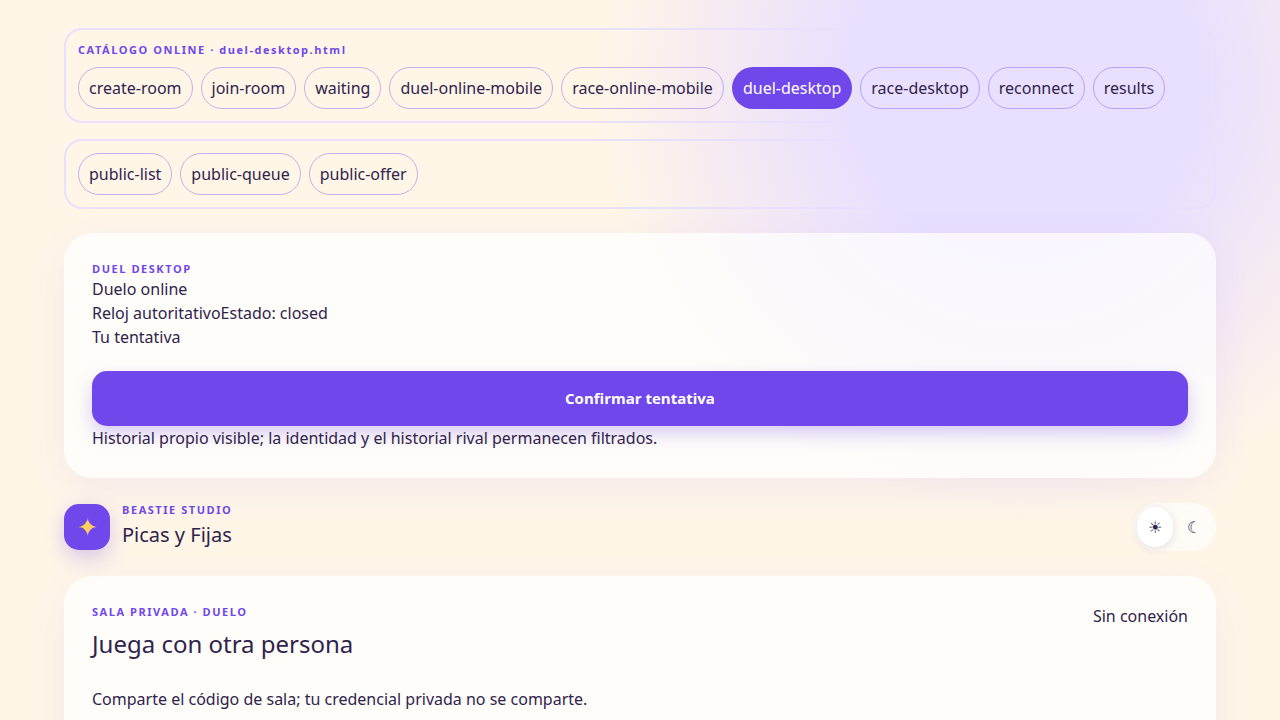 CATÁLOGO ONLINE · duel-desktop.html
create-room join-room waiting duel-online-mobile race-online-mobile duel-desktop race-desktop reconnect results
public-list public-queue public-offer
DUEL DESKTOP
Duelo online
Reloj autoritativoEstado: closed
Tu tentativa
Confirmar tentativa
Historial propio visible; la identidad y el historial rival permanecen filtrados.
BEASTIE STUDIO
Picas y Fijas
SALA PRIVADA · DUELO
Sin conexión
Juega con otra persona
Comparte el código de sala; tu credencial privada no se comparte.